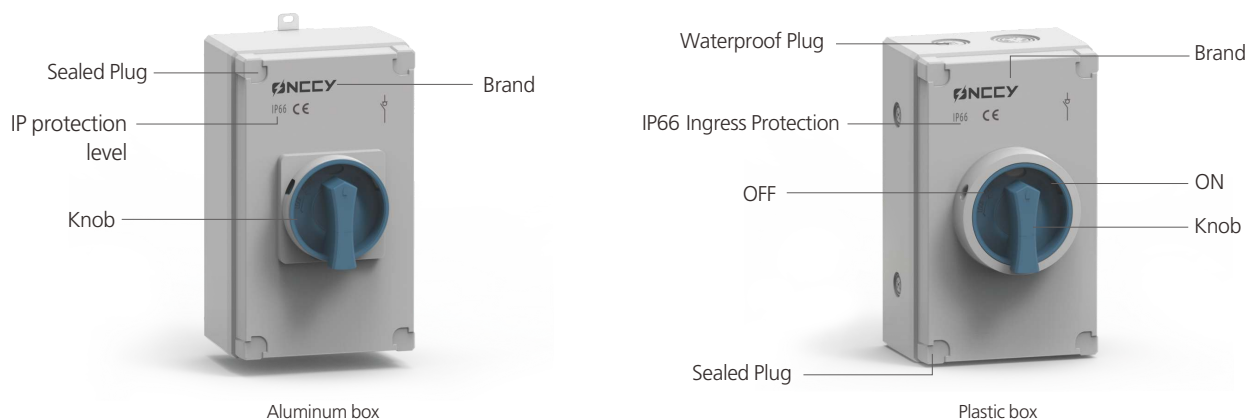 Sealed Plug
Brand
IP protection
level
Knob
ONCCY
IP66 CE
Aluminum box
Waterproof Plug
Brand
IP66 Ingress Protection
OFF
ON
Knob
Sealed Plug
ONCCY
IP66 CE
Plastic box